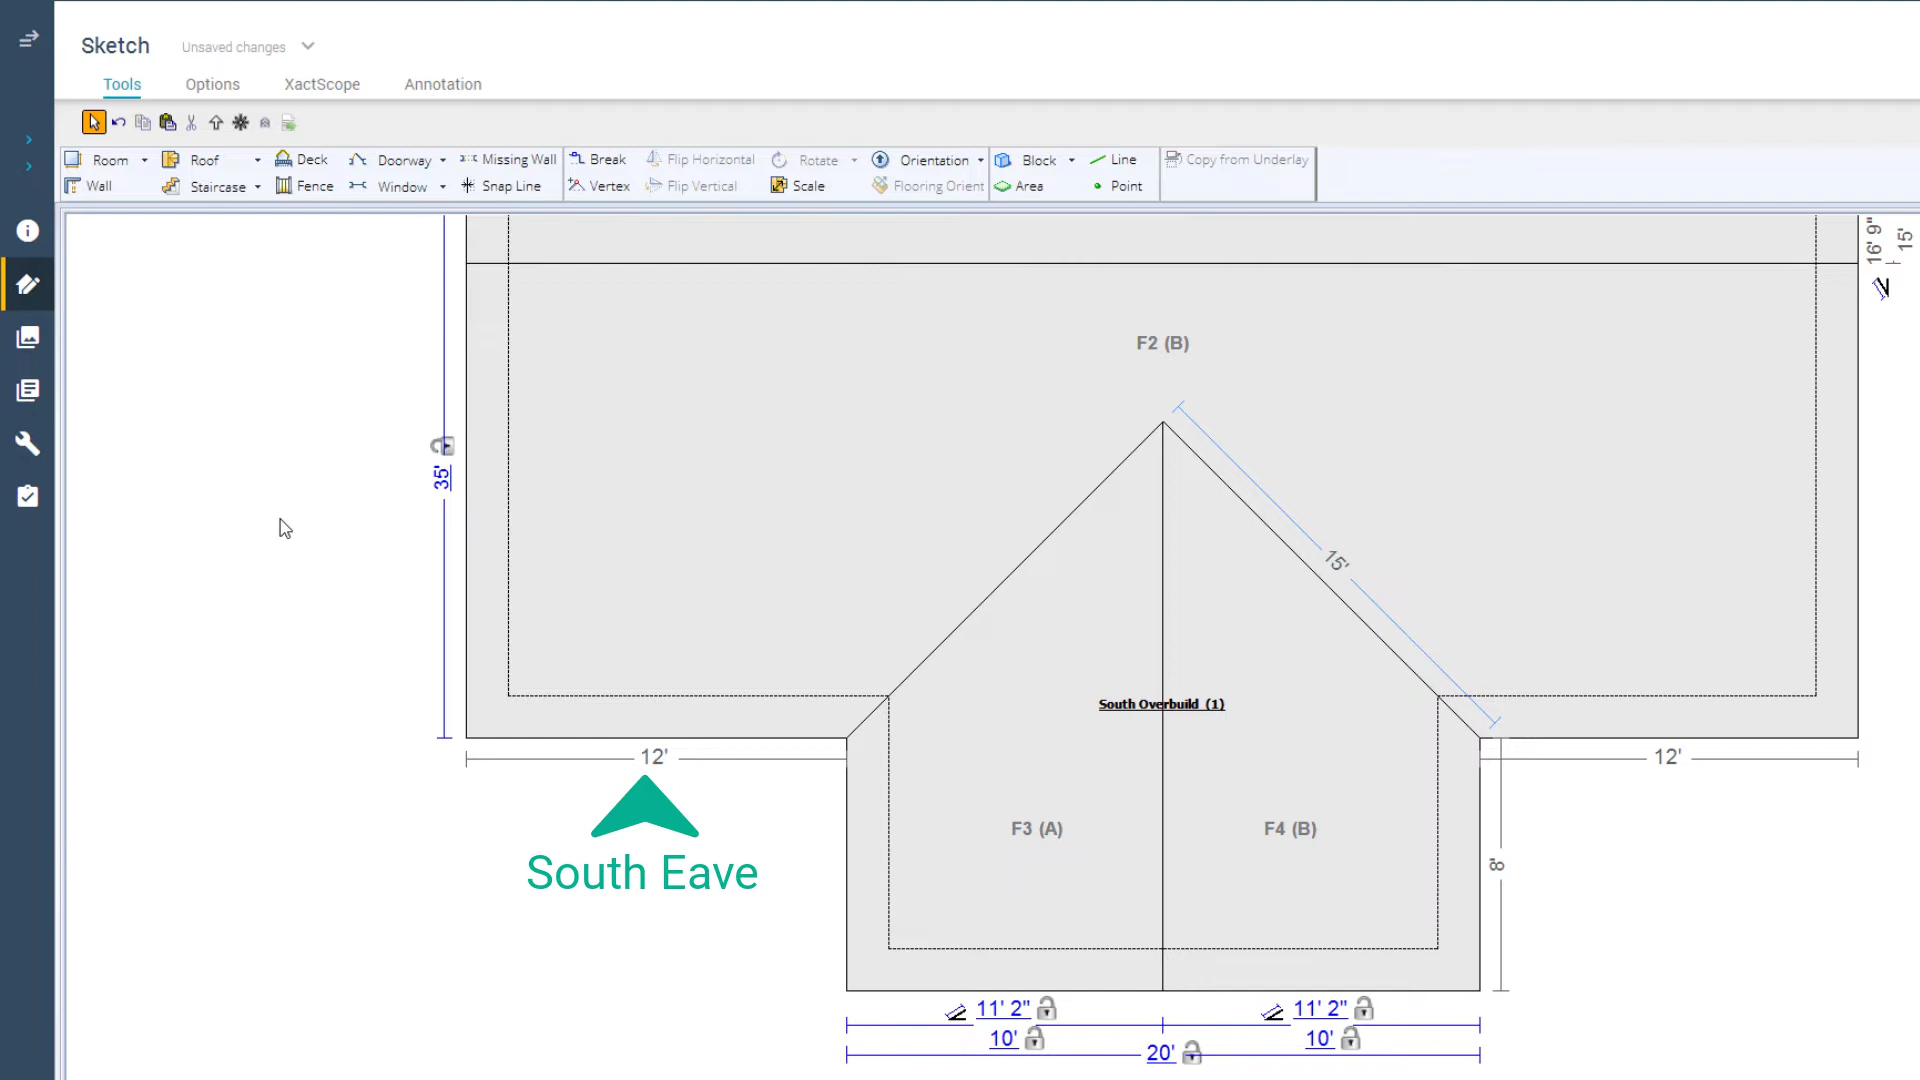 Sketch Unsaved changes
Tools Options XactScope Annotation
Room Roof Deck Doorway Missing Wall Break Flip Horizontal Rotate Orientation Block Line Copy from Underlay
Wall Staircase Fence Window Snap Line Vertex Flip Vertical Scale Flooring Orient Area Point
16' 9"
15'
F2 (B)
35'
15'
South Overbuild (1)
12'
12'
F3 (A)
F4 (B)
8'
South Eave
11' 2"
11' 2"
10'
10'
20'